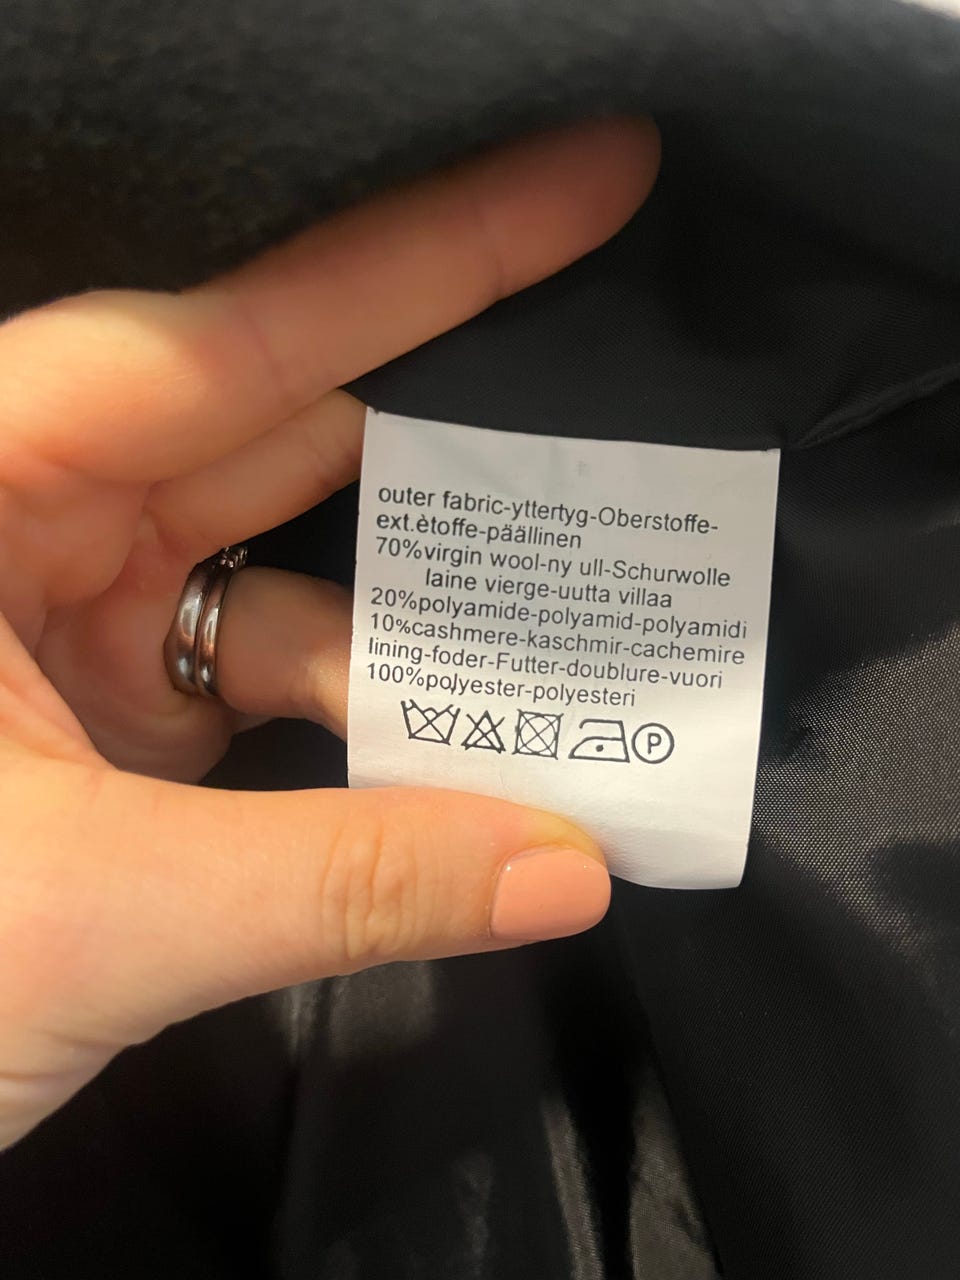 outer fabric-yttertyg-Oberstoffe-
ext.ètoffe-päällinen
70%virgin wool-ny ull-Schurwolle
laine vierge-uutta villaa
20%polyamide-polyamid-polyamidi
10%cashmere-kaschmir-cachemire
lining-foder-Futter-doublure-vuori
100%polyester-polyesteri
P